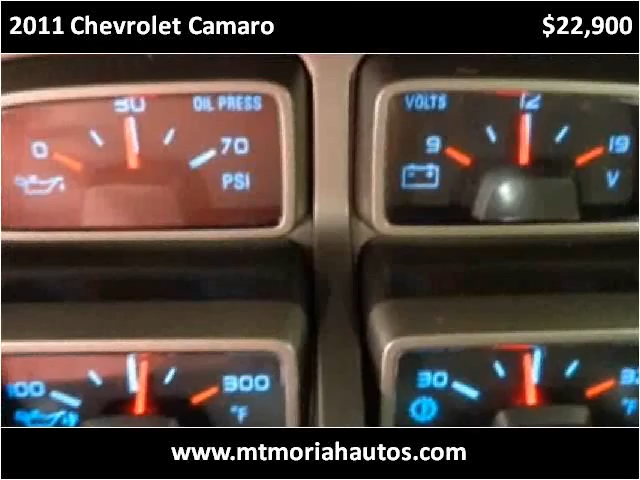 2011 Chevrolet Camaro $22,900
30 OIL PRESS
0 70
PSI
VOLTS 12
9 19
V
300
°F
30
°F
www.mtmoriahautos.com